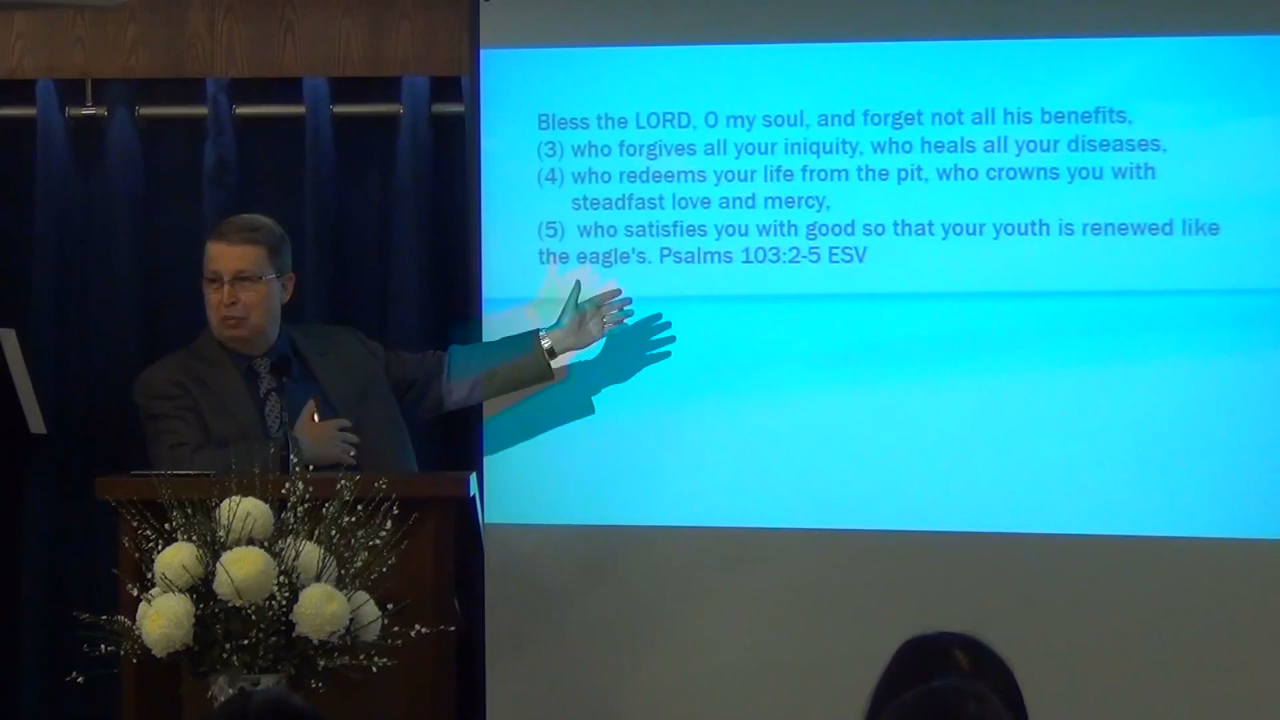 Bless the LORD, O my soul, and forget not all his benefits,
(3) who forgives all your iniquity, who heals all your diseases,
(4) who redeems your life from the pit, who crowns you with
steadfast love and mercy,
(5) who satisfies you with good so that your youth is renewed like
the eagle's. Psalms 103:2-5 ESV